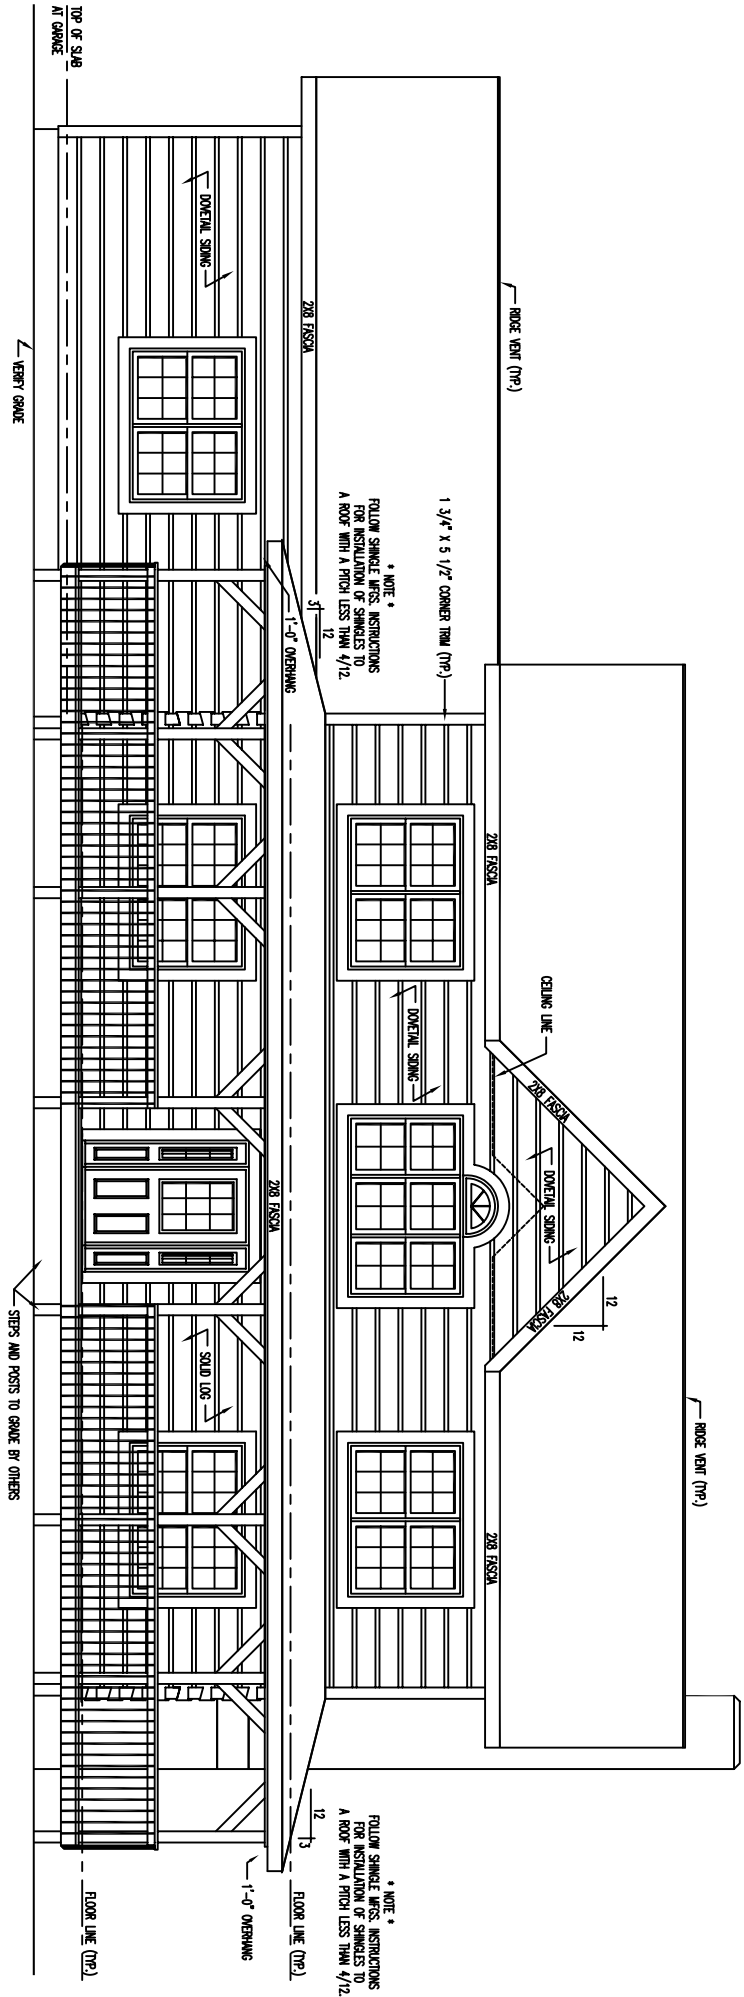 RIDGE VENT (TYP.)
RIDGE VENT (TYP.)
12
12
2X8 FASCIA
2X8 FASCIA
DOVETAIL SIDING
CEILING LINE
2X8 FASCIA
2X8 FASCIA
1 3/4" X 5 1/2" CORNER TRIM (TYP.)
DOVETAIL SIDING
* NOTE *
FOLLOW SHINGLE MFGS. INSTRUCTIONS
FOR INSTALLATION OF SHINGLES TO
A ROOF WITH A PITCH LESS THAN 4/12.
* NOTE *
FOLLOW SHINGLE MFGS. INSTRUCTIONS
FOR INSTALLATION OF SHINGLES TO
A ROOF WITH A PITCH LESS THAN 4/12.
12
3
12
3
2X8 FASCIA
1'-0" OVERHANG
FLOOR LINE (TYP.)
2X8 FASCIA
1'-0" OVERHANG
DOVETAIL SIDING
SOLID LOG
FLOOR LINE (TYP.)
TOP OF SLAB
AT GARAGE
VERIFY GRADE
STEPS AND POSTS TO GRADE BY OTHERS